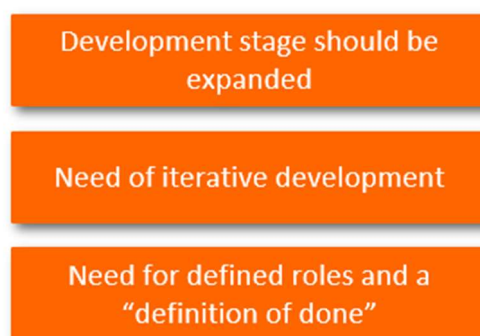 Development stage should be
expanded
Need of iterative development
Need for defined roles and a
“definition of done”